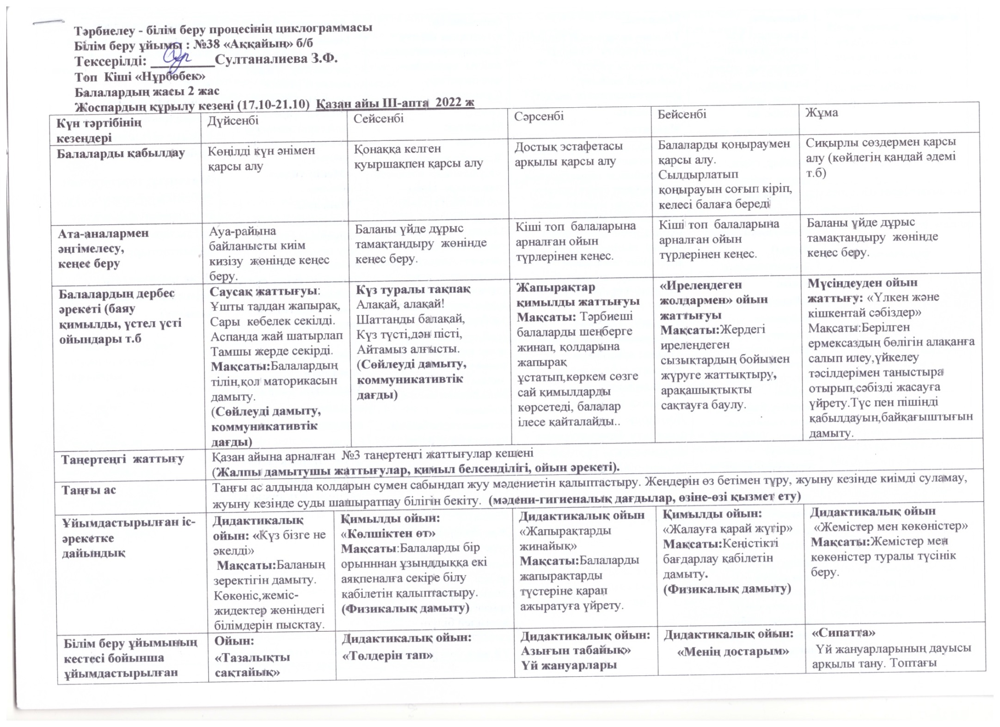 Тәрбиелеу - білім беру процесінің циклограммасы
Білім беру ұйымы : №38 «Аққайың» б/б
Тексерілді: __________Султаналиева З.Ф.
Топ Кіші «Нұрбөбек»
Балалардың жасы 2 жас
Жоспардың құрылу кезеңі (17.10-21.10) Қазан айы III-апта 2022 ж
Күн тәртібінің
кезеңдері
Дүйсенбі
Сейсенбі
Сәрсенбі
Бейсенбі
Жұма
Балаларды қабылдау
Көңілді күн әнімен
қарсы алу
Қонаққа келген
қуыршақпен қарсы алу
Достық эстафетасы
арқылы қарсы алу
Балаларды қоңыраумен
қарсы алу.
Сылдырлатып
қоңырауын соғып кіріп,
келесі балаға береді
Сиқырлы сөздермен қарсы
алу (көйлегің қандай әдемі
т.б)
Ата-аналармен
әңгімелесу,
кеңес беру
Ауа-райына
байланысты киім
кизізу жөнінде кеңес
беру.
Баланы үйде дұрыс
тамақтандыру жөнінде
кеңес беру.
Кіші топ балаларына
арналған ойын
түрлерінен кеңес.
Кіші топ балаларына
арналған ойын
түрлерінен кеңес.
Баланы үйде дұрыс
тамақтандыру жөнінде
кеңес беру.
Балалардың дербес
әрекеті (баяу
қимылды, үстел үсті
ойындары т.б
Саусақ жаттығуы:
Ұшты талдан жапырақ,
Сары көбелек секілді.
Аспанда жай шатырлап
Тамшы жерде секірді.
Мақсаты:Балалардың
тілін,қол маторикасын
дамыту.
(Сөйлеуді дамыту,
коммуникативтік
дағды)
Күз туралы тақпақ
Алақай, алақай!
Шаттанды балақай,
Күз түсті,дән пісті,
Айтамыз алғысты.
(Сөйлеуді дамыту,
коммуникативтік
дағды)
Жапырақтар
қимылды жаттығуы
Мақсаты: Тәрбиеші
балаларды шеңберге
жинап, қолдарына
жапырақ
ұстатып,көркем сөзге
сай қимылдарды
көрсетеді, балалар
ілесе қайталайды..
«Ирелеңдеген
жолдармен» ойын
жаттығуы
Мақсаты:Жердегі
ирелеңдеген
сызықтардың бойымен
жүруге жаттықтыру,
арақашықтықты
сақтауға баулу.
Мүсіндеуден ойын
жаттығу: «Үлкен және
кішкентай сәбіздер»
Мақсаты:Берілген
ермексаздың бөлігін алақанға
салып илеу,үйкелеу
тәсілдерімен таныстыра
отырып,сәбізді жасауға
үйрету.Түс пен пішінді
қабылдауын,байқағыштығын
дамыту.
Таңертеңгі жаттығу
Қазан айына арналған №3 таңертеңгі жаттығулар кешені
(Жалпы дамытушы жаттығулар, қимыл белсенділігі, ойын әрекеті).
Таңғы ас
Таңғы ас алдында қолдарын сумен сабындап жуу мәдениетін қалыптастыру. Жеңдерін өз бетімен түру, жуыну кезінде киімді суламау,
жуыну кезінде суды шашыратпау білігін бекіту. (мәдени-гигиеналық дағдылар, өзіне-өзі қызмет ету)
Ұйымдастырылған іс-
әрекетке
дайындық
Дидактикалық
ойын: «Күз бізге не
әкелді»
Мақсаты:Баланың
зеректігін дамыту.
Көкөніс,жеміс-
жидектер жөніндегі
білімдерін пысқтау.
Қимылды ойын:
«Көлшіктен өт»
Мақсаты:Балаларды бір
орынннан ұзынддыққа екі
аяқпеналға секіре білу
қабілетін қалыптастыру.
(Физикалық дамыту)
Дидактикалық ойын
«Жапырақтарды
жинайық»
Мақсаты:Балаларды
жапырақтарды
түстеріне қарап
ажыратуға үйрету.
Қимылды ойын:
«Жалауға қарай жүгір»
Мақсаты:Кеңістікті
бағдарлау қабілетін
дамыту.
(Физикалық дамыту)
Дидактикалық ойын
«Жемістер мен көкөністер»
Мақсаты:Жемістер мен
көкөністер туралы түсінік
беру.
Білім беру ұйымының
кестесі бойынша
ұйымдастырылған
Ойын:
«Тазалықты
сақтайық»
Дидактикалық ойын:
«Төлдерін тап»
Дидактикалық ойын:
Азығын табайық»
Үй жануарлары
Дидактикалық ойын:
«Менің достарым»
«Сипатта»
Үй жануарларының дауысы
арқылы тану. Топтағы